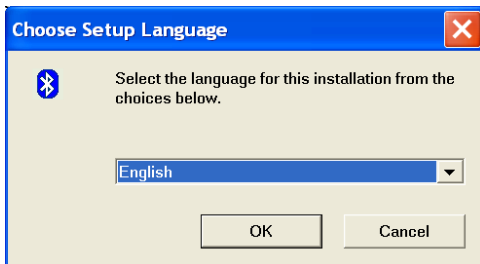 Choose Setup Language
Select the language for this installation from the
choices below.
English
OK Cancel